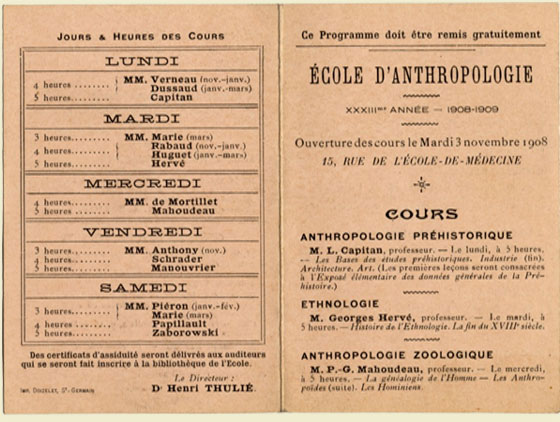 JOURS & HEURES DES COURS
LUNDI
4 heures ........ MM. Verneau (nov.-janv.)
Dussaud (janv.-mars)
5 heures ........ Capitan
MARDI
3 heures ........ MM. Marie (mars)
4 heures ........ Rabaud (nov.-janv.)
Huguet (janv.-mars)
5 heures ........ Hervé
MERCREDI
4 heures ......... MM. de Mortillet
5 heures ......... Mahoudeau
VENDREDI
3 heures ......... MM. Anthony (nov.)
4 heures ......... Schrader
5 heures ......... Manouvrier
SAMEDI
3 heures ........ MM. Piéron (janv.-fév.)
Marie (mars)
4 heures ........ Papillault
5 heures ........ Zaborowski
Des certificats d'assiduité seront délivrés aux auditeurs
qui se seront fait inscrire à la bibliothèque de l'Ecole.
Le Directeur :
Dr Henri THULIÉ.
IMP. DOIZELET, St-GERMAIN
Ce Programme doit être remis gratuitement
ÉCOLE D'ANTHROPOLOGIE
XXXIIIme ANNÉE — 1908-1909
Ouverture des cours le Mardi 3 novembre 1908
15, RUE DE L'ÉCOLE-DE-MÉDECINE
COURS
ANTHROPOLOGIE PRÉHISTORIQUE
M. L. Capitan, professeur. — Le lundi, à 5 heures.
— Les Bases des études préhistoriques. Industrie (fin).
Architecture. Art. (Les premières leçons seront consacrées
à l'Exposé élémentaire des données générales de la Pré-
histoire.)
ETHNOLOGIE
M. Georges Hervé, professeur. — Le mardi, à
5 heures. — Histoire de l'Ethnologie. La fin du XVIIIe siècle.
ANTHROPOLOGIE ZOOLOGIQUE
M. P.-G. Mahoudeau, professeur. — Le mercredi,
à 5 heures. — La généalogie de l'Homme — Les Anthro-
poïdes (suite). Les Hominiens.